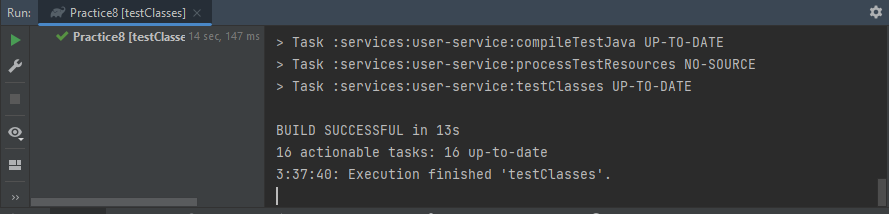 Run: Practice8 [testClasses]
Practice8 [testClasse 14 sec, 147 ms
> Task :services:user-service:compileTestJava UP-TO-DATE
> Task :services:user-service:processTestResources NO-SOURCE
> Task :services:user-service:testClasses UP-TO-DATE
BUILD SUCCESSFUL in 13s
16 actionable tasks: 16 up-to-date
3:37:40: Execution finished 'testClasses'.